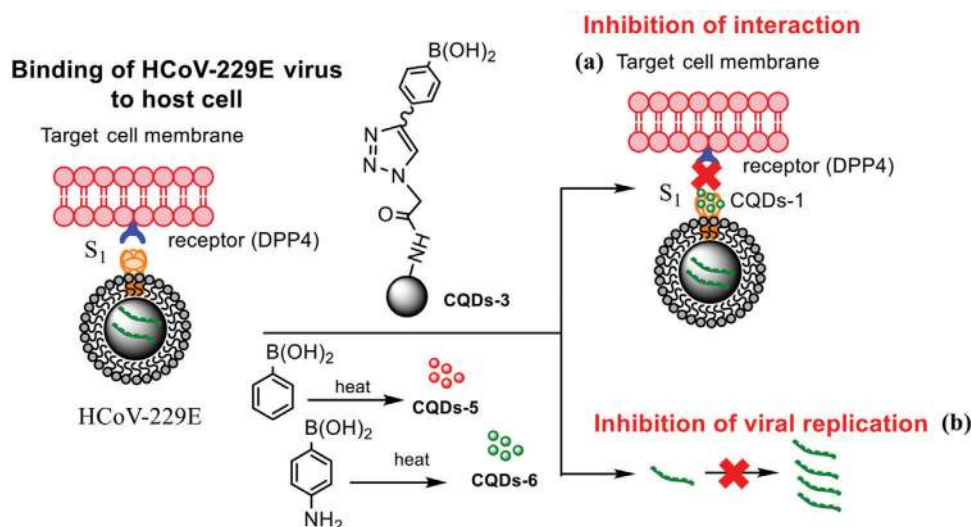 Binding of HCoV-229E virus
to host cell
Target cell membrane
receptor (DPP4)
S1
HCoV-229E
B(OH)2
N
N
N
O
HN
CQDs-3
B(OH)2
heat
CQDs-5
B(OH)2
heat
NH2
CQDs-6
Inhibition of interaction
(a) Target cell membrane
receptor (DPP4)
S1 CQDs-1
Inhibition of viral replication (b)